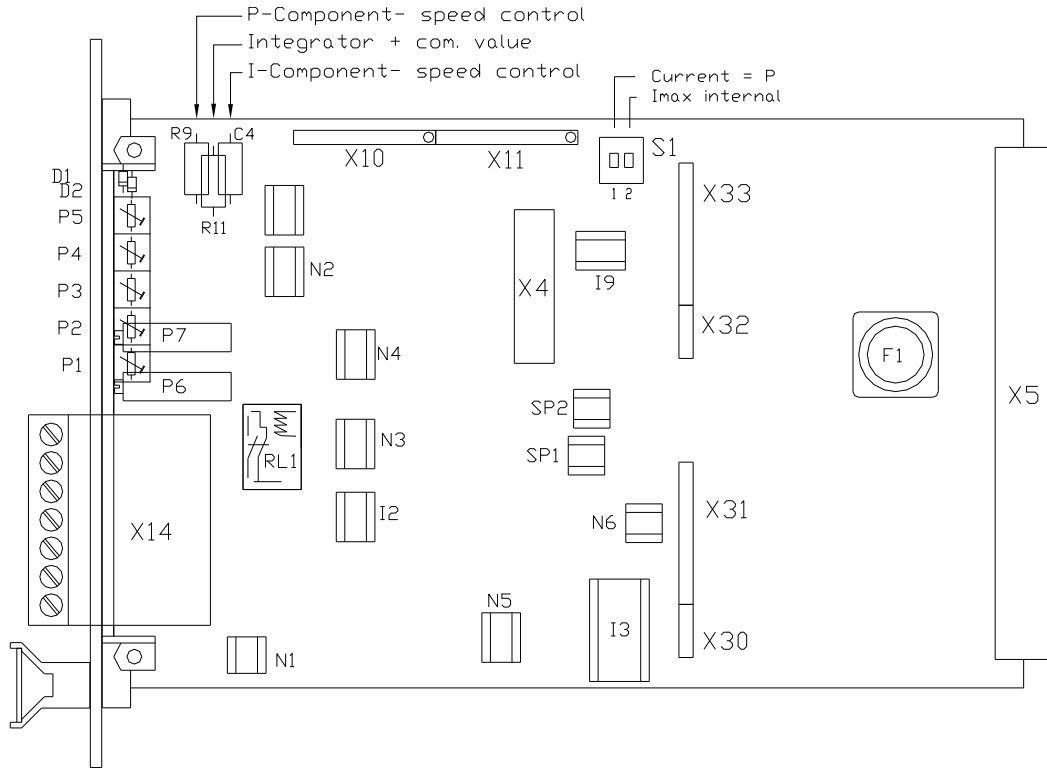 P-Component- speed control
Integrator + com. value
I-Component- speed control
Current = P
Imax internal
R9
C4
R11
X10
X11
S1
1 2
D1
D2
P5
P4
P3
P2
P1
P7
P6
N2
N4
N3
I2
RL1
X4
I9
X33
X32
F1
X5
SP2
SP1
X31
N6
X14
N5
I3
X30
N1